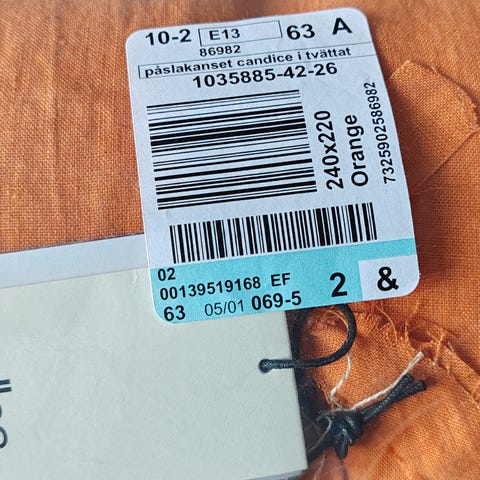 10-2 E13 63 A
86982
påslakanset candice i tvättat
1035885-42-26
240x220
Orange
7325902586982
02
00139519168 EF
63 05/01 069-5 2 &